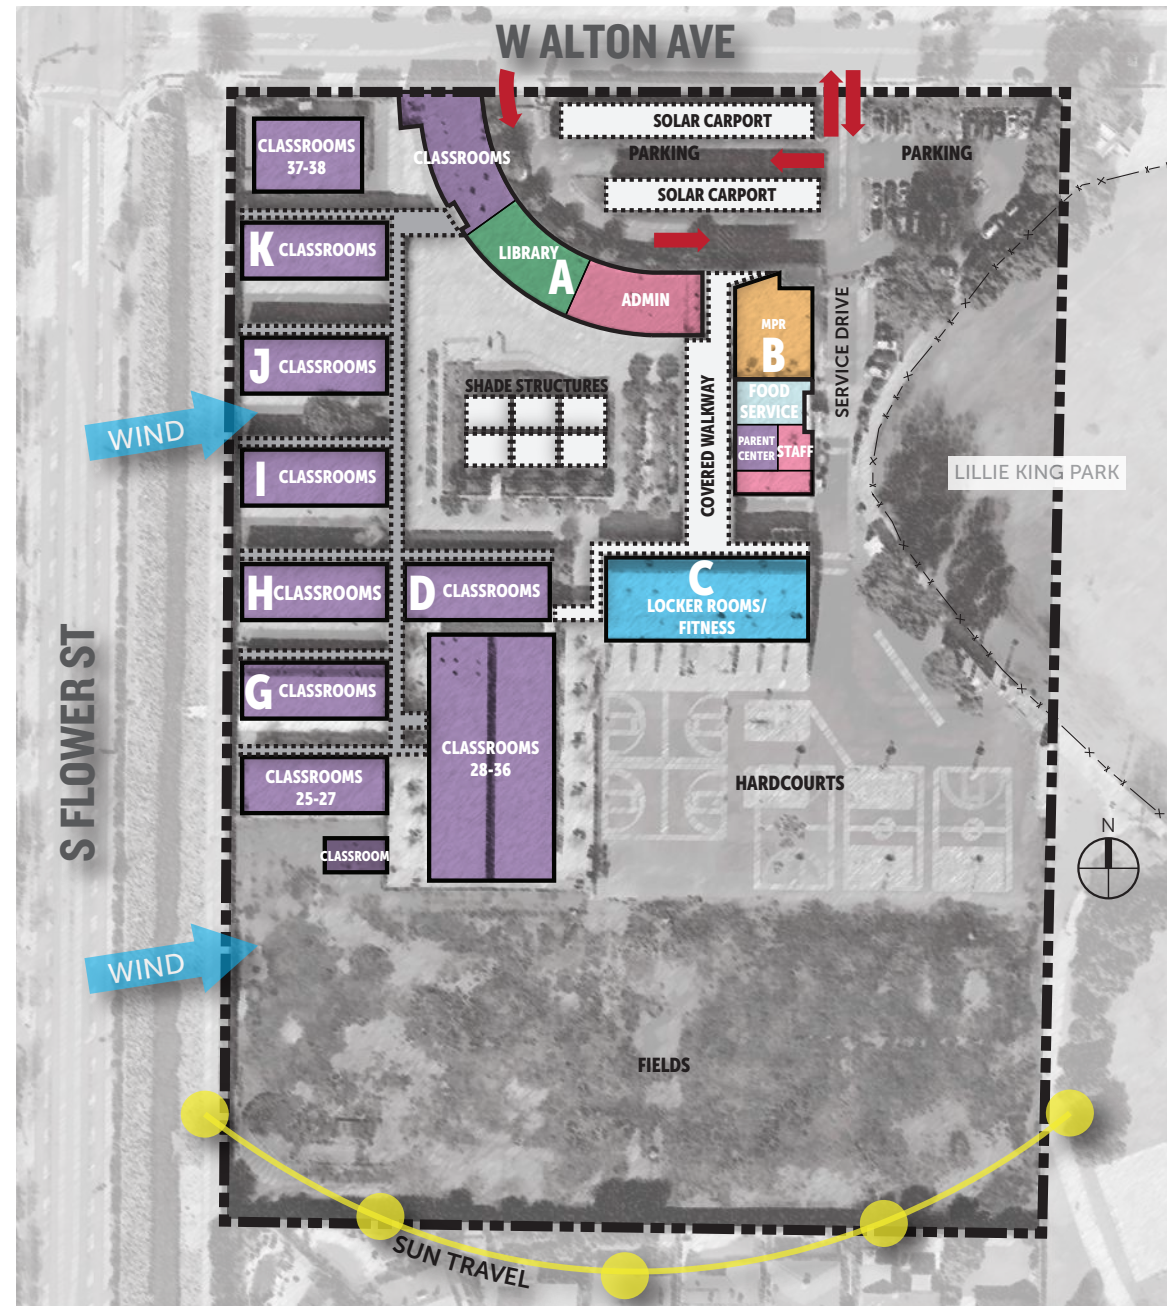 W ALTON AVE
SOLAR CARPORT
PARKING
PARKING
SOLAR CARPORT
CLASSROOMS
37-38
CLASSROOMS
K CLASSROOMS
LIBRARY
A
ADMIN
MPR
B
FOOD
SERVICE
PARENT
CENTER
STAFF
SERVICE DRIVE
COVERED WALKWAY
J CLASSROOMS
SHADE STRUCTURES
WIND
I CLASSROOMS
LILLIE KING PARK
H CLASSROOMS
D CLASSROOMS
C
LOCKER ROOMS/
FITNESS
G CLASSROOMS
S FLOWER ST
CLASSROOMS
28-36
CLASSROOMS
25-27
HARDCOURTS
N
CLASSROOM
WIND
FIELDS
SUN TRAVEL